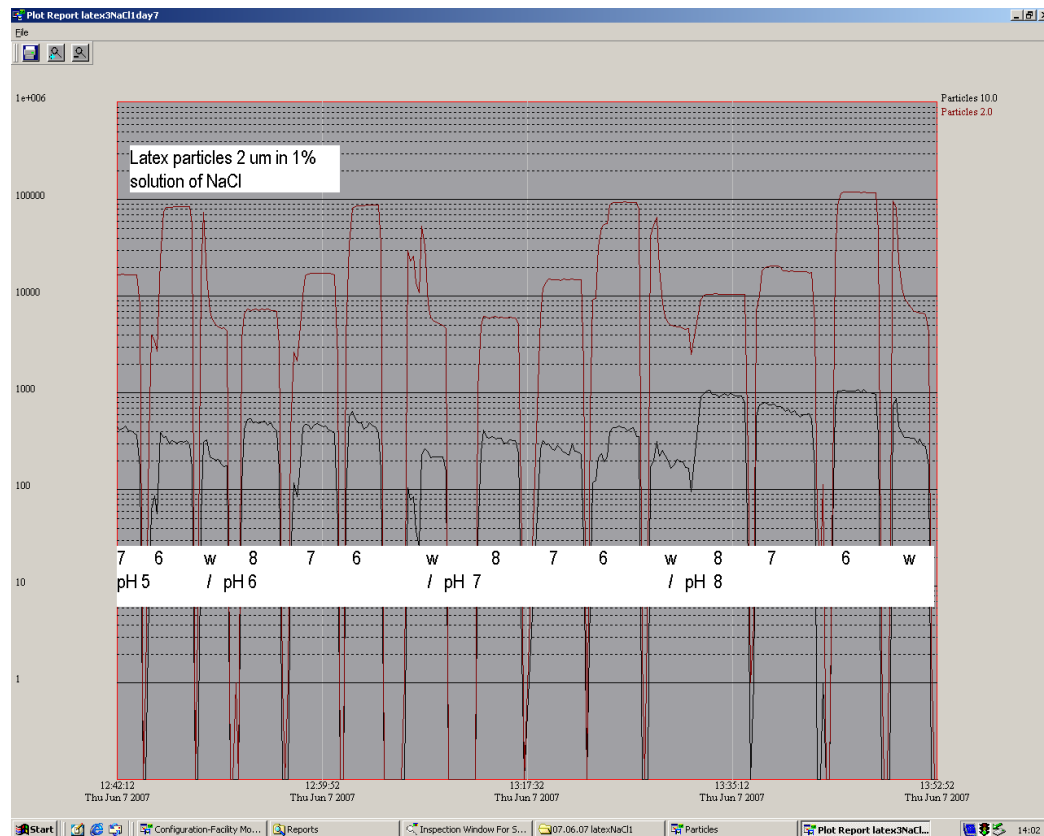 Plot Report latex3NaCl1day7
File
1e+006
Particles 10.0
Particles 2.0
Latex particles 2 um in 1%
solution of NaCl
100000
10000
1000
100
7 6 w 8 7 6 w 8 7 6 w 8 7 6 w
pH 5 / pH 6 / pH 7 / pH 8
10
1
12:42:12 12:59:52 13:17:32 13:35:12 13:52:52
Thu Jun 7 2007 Thu Jun 7 2007 Thu Jun 7 2007 Thu Jun 7 2007 Thu Jun 7 2007
Start Configuration-Facility Mo... Reports Inspection Window For S... 07.06.07 latexNaCl1 Particles Plot Report latex3NaCl... 14:02